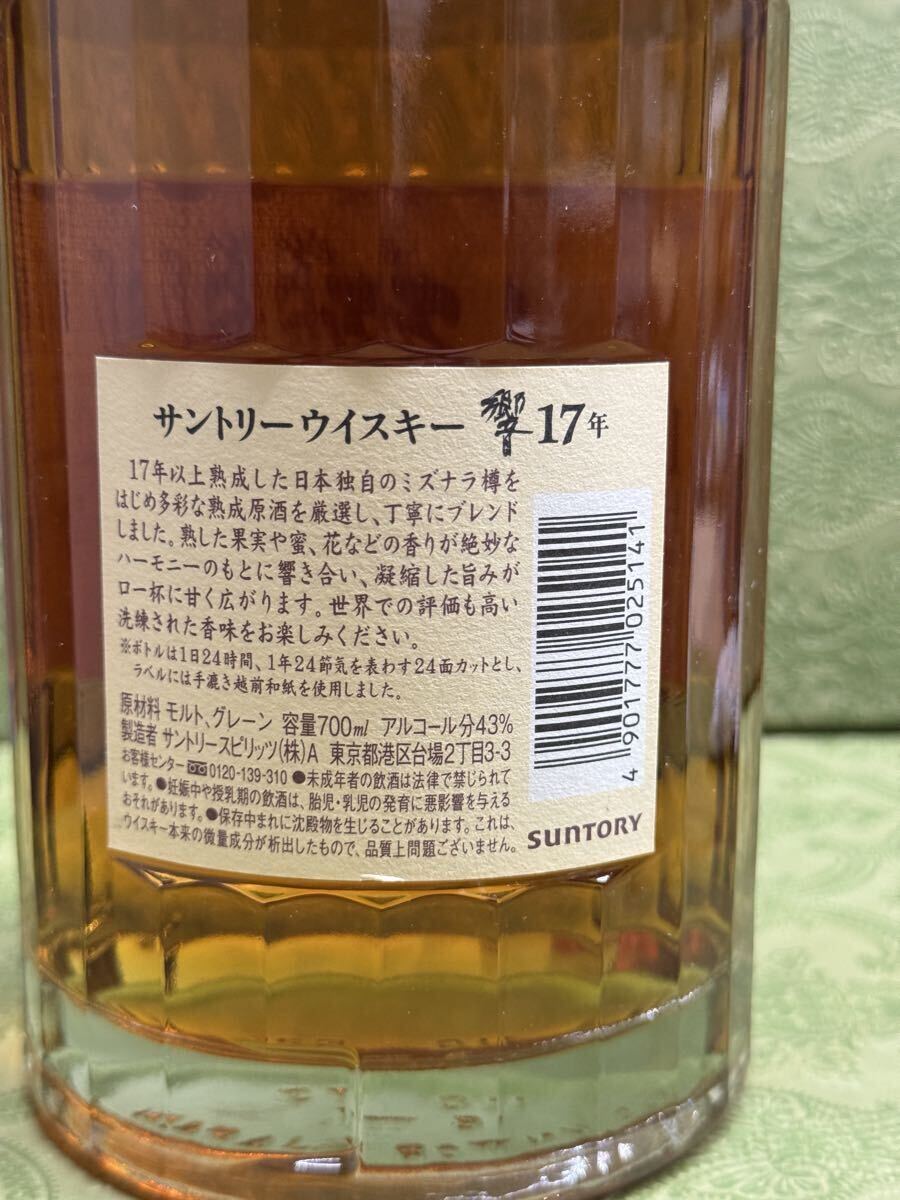 サントリーウイスキー 響 17年
17年以上熟成した日本独自のミズナラ樽を
はじめ多彩な熟成原酒を厳選し、丁寧にブレンド
しました。熟した果実や蜜、花などの香りが絶妙な
ハーモニーのもとに響き合い、凝縮した旨みが
口一杯に甘く広がります。世界での評価も高い
洗練された香味をお楽しみください。
※ボトルは1日24時間、1年24節気を表わす24面カットとし、
ラベルには手漉き越前和紙を使用しました。
原材料 モルト、グレーン 容量700ml アルコール分43%
製造者 サントリースピリッツ(株)A 東京都港区台場2丁目3-3
お客様センター 0120-139-310 ●未成年者の飲酒は法律で禁じられて
います。●妊娠中や授乳期の飲酒は、胎児・乳児の発育に悪影響を与える
おそれがあります。●保存中まれに沈殿物を生じることがあります。これは、
ウイスキー本来の微量成分が析出したもので、品質上問題ございません。
SUNTORY
4 901777 025141